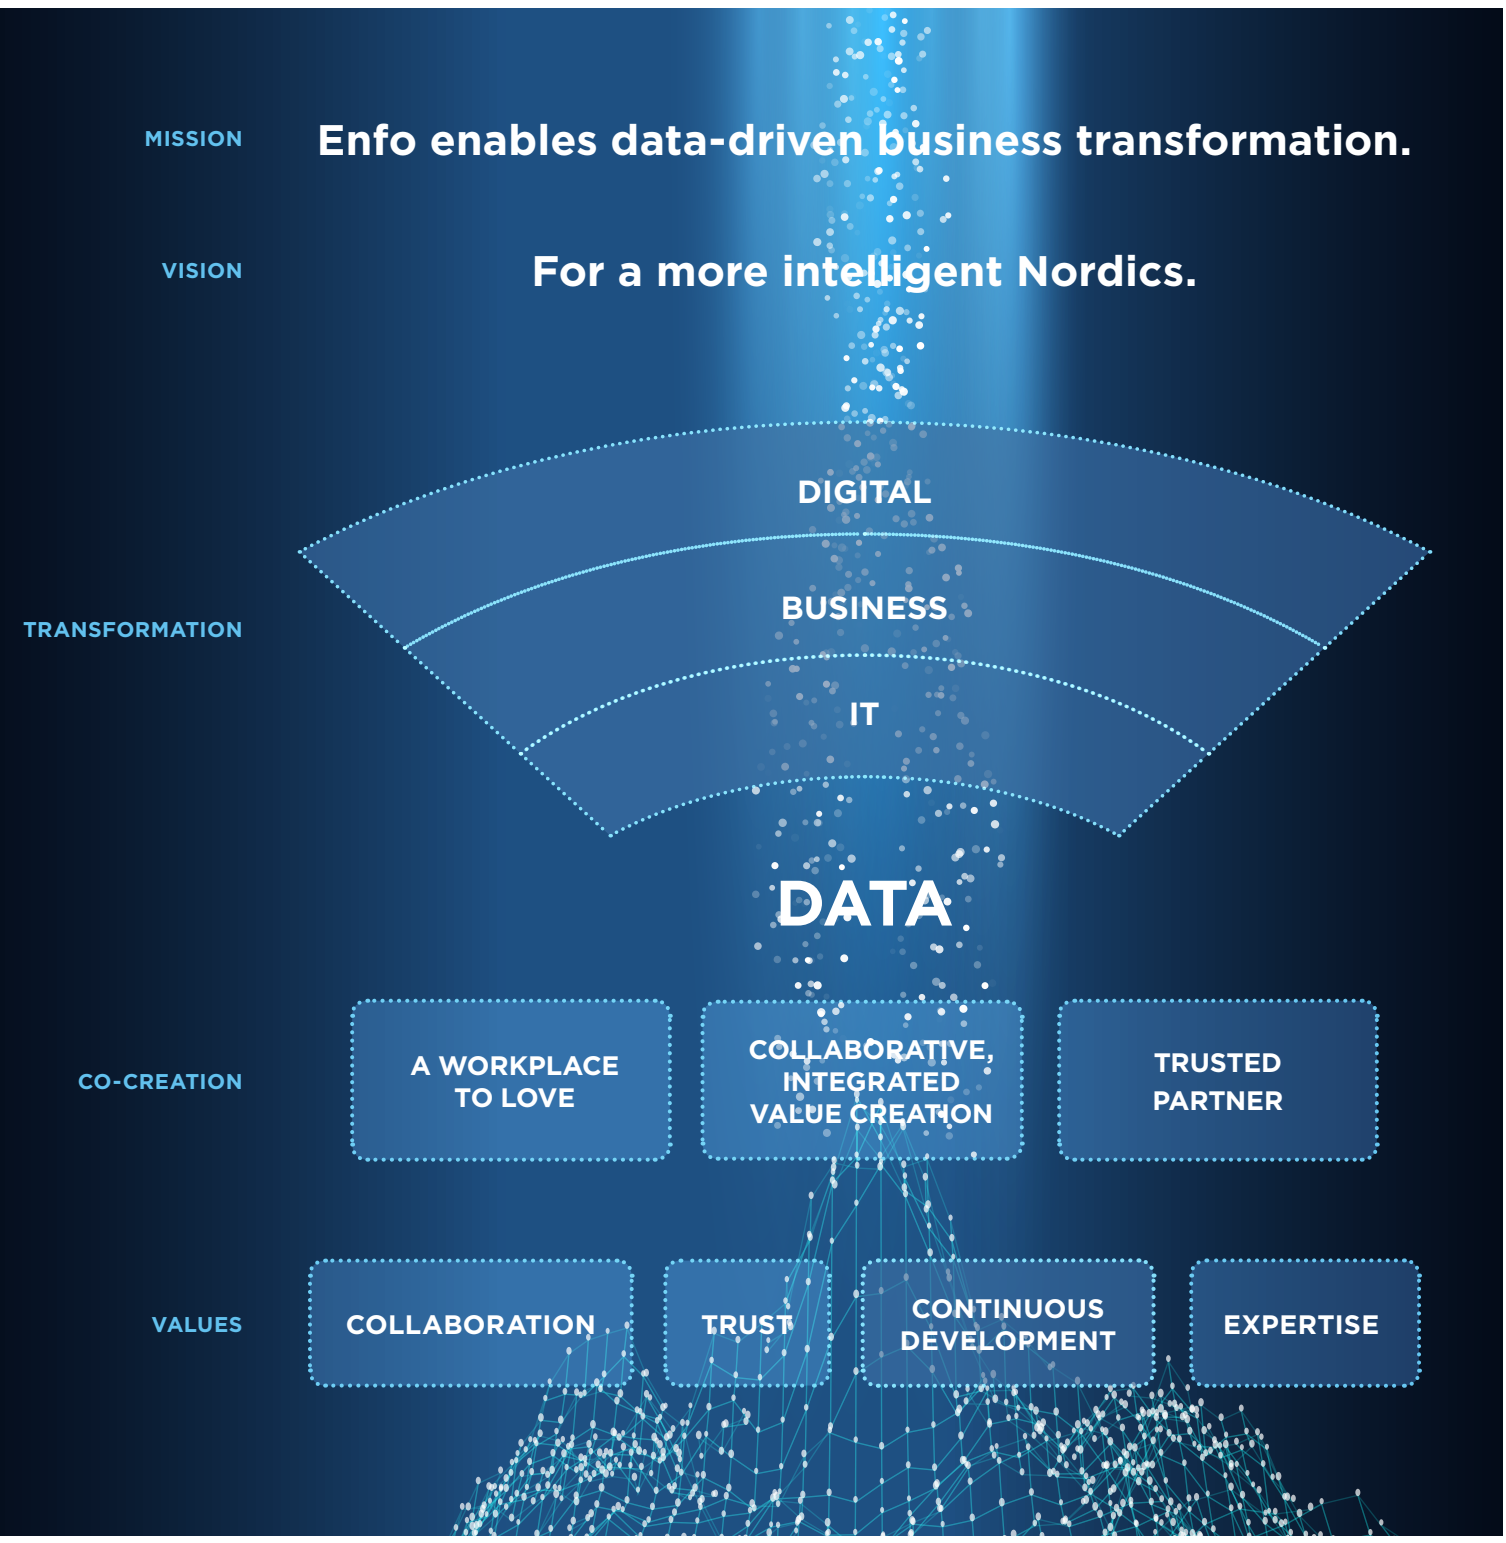 MISSION
Enfo enables data-driven business transformation.
VISION
For a more intelligent Nordics.
DIGITAL
BUSINESS
TRANSFORMATION
IT
DATA
CO-CREATION
A WORKPLACE
TO LOVE
COLLABORATIVE,
INTEGRATED
VALUE CREATION
TRUSTED
PARTNER
VALUES
COLLABORATION
TRUST
CONTINUOUS
DEVELOPMENT
EXPERTISE